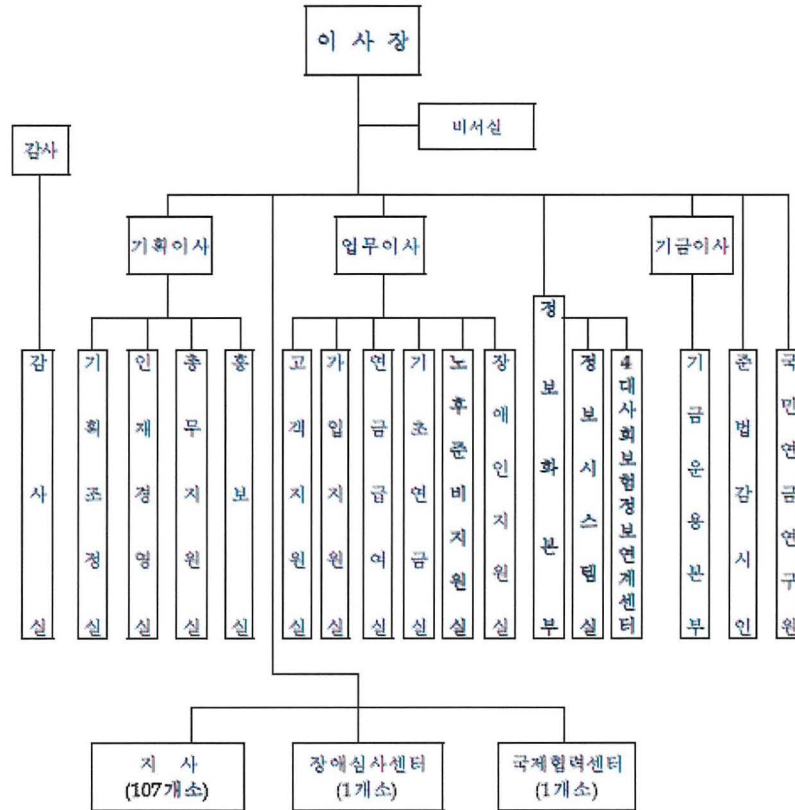 이 사 장
비서실
감사
기획이사
업무이사
기금이사
감사실
기획조정실
인재경영실
총무지원실
홍보실
고객지원실
가입지원실
연금급여실
기초연금실
노후준비지원실
장애인지원실
정보화본부
정보시스템실
4대사회보험정보연계센터
기금운용본부
준법감시인
국민연금연구원
지 사
(107개소)
장애심사센터
(1개소)
국제협력센터
(1개소)